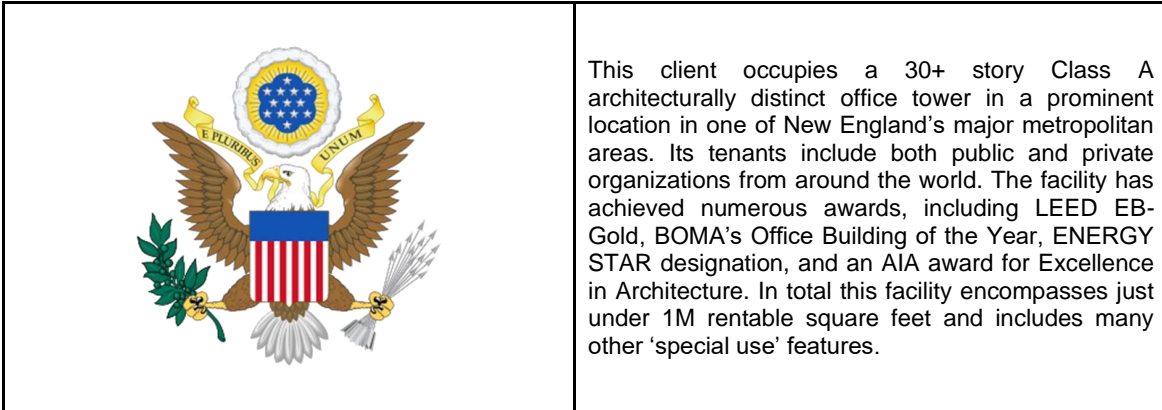 E PLURIBUS UNUM
This client occupies a 30+ story Class A
architecturally distinct office tower in a prominent
location in one of New England’s major metropolitan
areas. Its tenants include both public and private
organizations from around the world. The facility has
achieved numerous awards, including LEED EB-
Gold, BOMA’s Office Building of the Year, ENERGY
STAR designation, and an AIA award for Excellence
in Architecture. In total this facility encompasses just
under 1M rentable square feet and includes many
other ‘special use’ features.